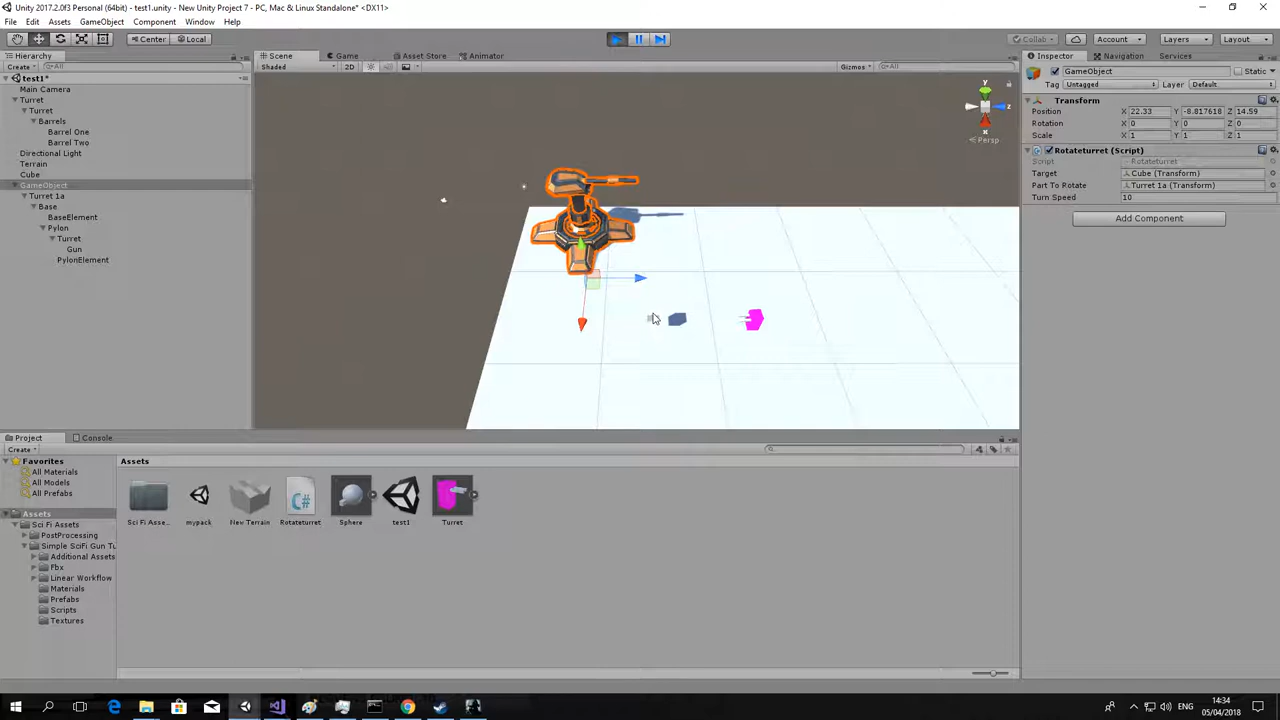 Unity 2017.2.0f3 Personal (64bit) - test1.unity - New Unity Project 7 - PC, Mac & Linux Standalone* <DX11>
File Edit Assets GameObject Component Window Help
Center Local Collab Account Layers Layout
Hierarchy
Create All
test1*
Main Camera
Turret
Turret
Barrels
Barrel One
Barrel Two
Directional Light
Terrain
Cube
GameObject
Turret 1a
Base
BaseElement
Pylon
Turret
Gun
PylonElement
Scene Game Asset Store Animator
Shaded 2D Gizmos All
y
z
x
Persp
Inspector Navigation Services
GameObject Static
Tag Untagged Layer Default
Transform
Position X 22.33 Y -8.817618 Z 14.59
Rotation X 0 Y 0 Z 0
Scale X 1 Y 1 Z 1
Rotateturret (Script)
Script Rotateturret
Target Cube (Transform)
Part To Rotate Turret 1a (Transform)
Turn Speed 10
Add Component
Project Console
Create
Favorites
All Materials
All Models
All Prefabs
Assets
Sci Fi Assets
PostProcessing
Simple SciFi Gun Tu
Additional Assets
Fbx
Linear Workflow
Materials
Prefabs
Scripts
Textures
Assets
Sci Fi Asse... mypack New Terrain Rotateturret Sphere test1 Turret
C#
ENG
14:34
05/04/2018